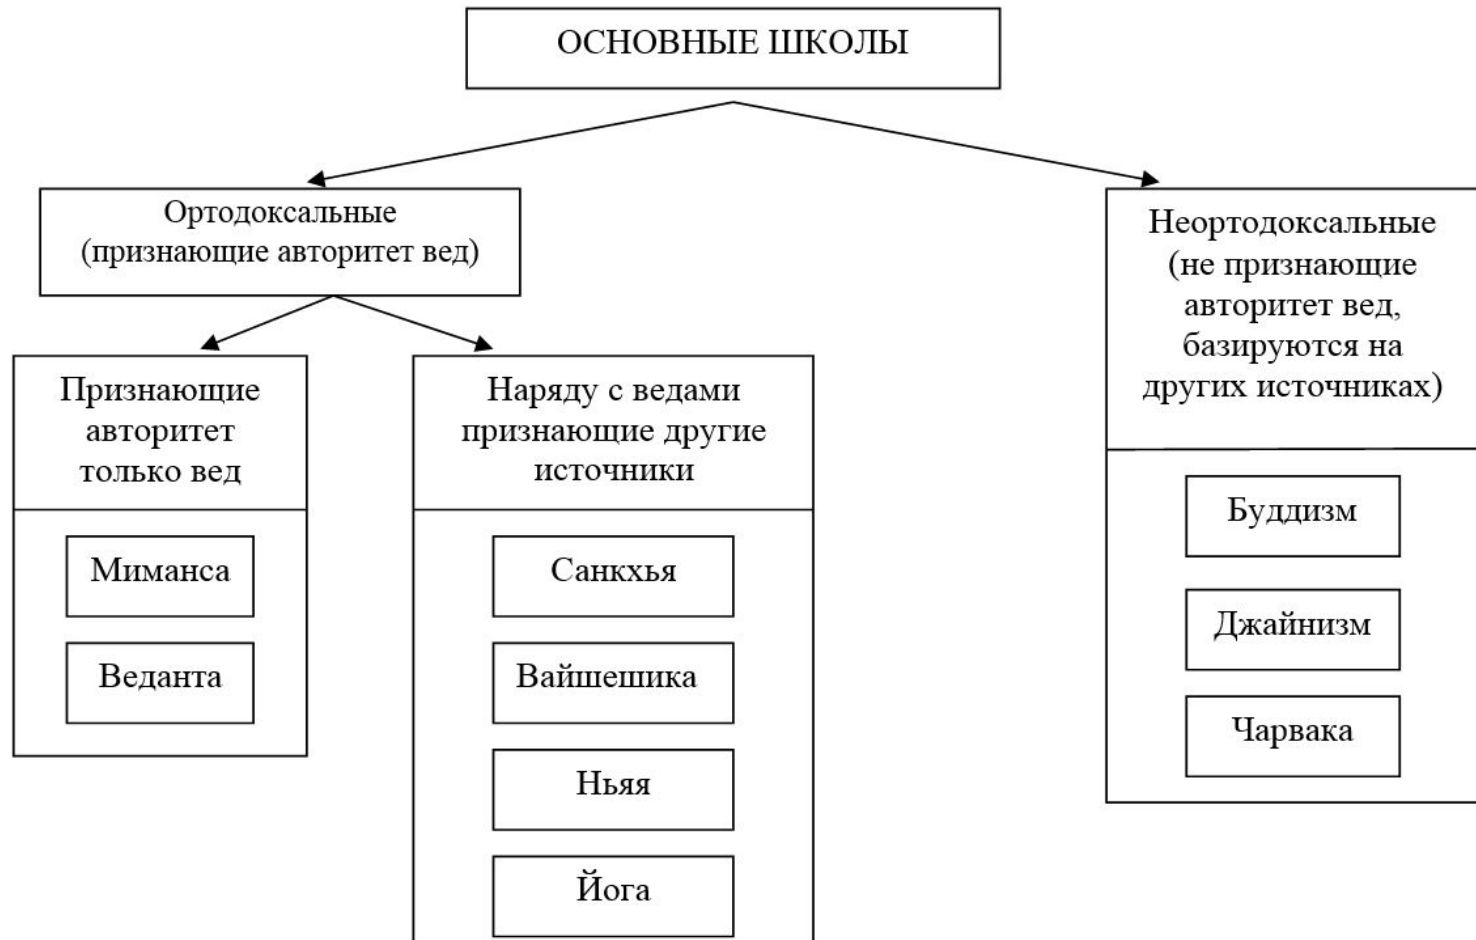 ОСНОВНЫЕ ШКОЛЫ
Ортодоксальные
(признающие авторитет вед)
Неортодоксальные
(не признающие
авторитет вед,
базируются на
других источниках)
Признающие
авторитет
только вед
Наряду с ведами
признающие другие
источники
Миманса
Веданта
Санкхья
Вайшешика
Ньяя
Йога
Буддизм
Джайнизм
Чарвака